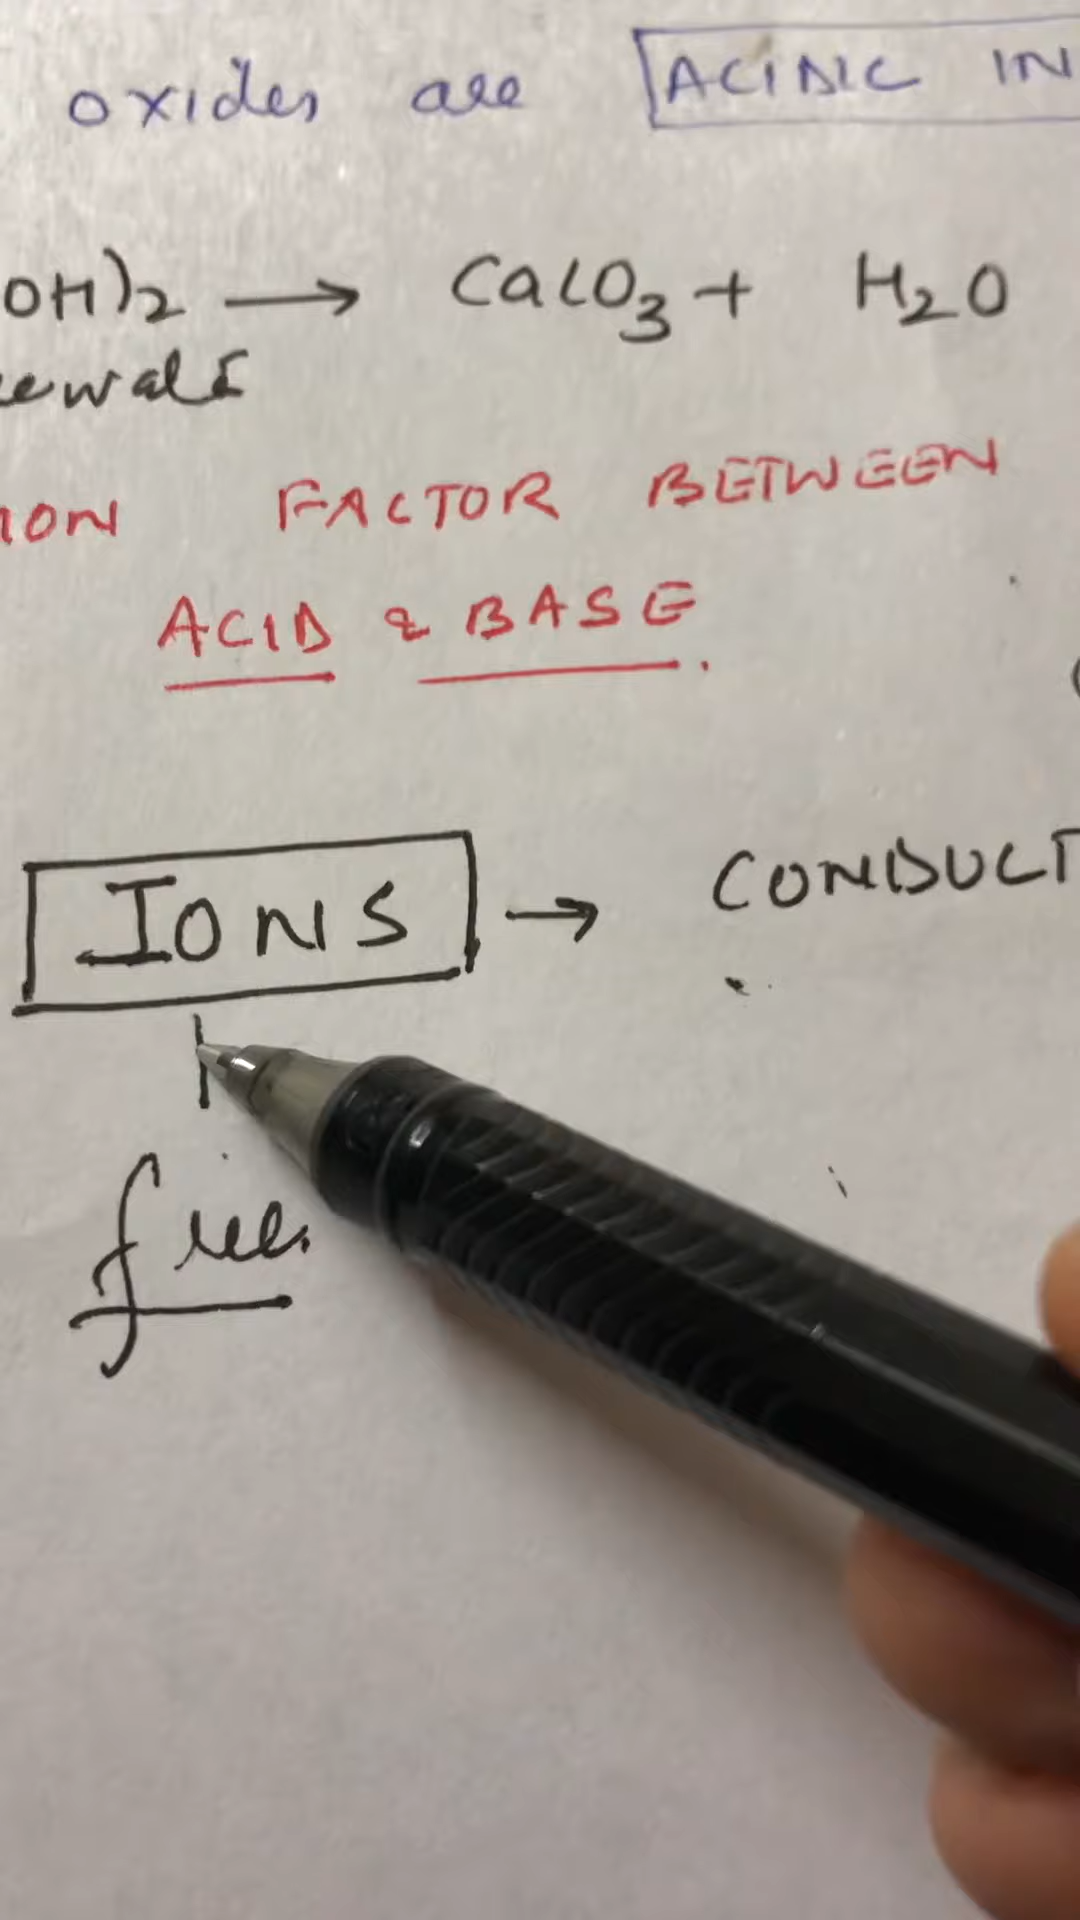 oxides are ACIDIC IN
OH)2 → CaCO3 + H2O
FACTOR BETWEEN
ACID & BASE.
IONS → CONDUCT
free